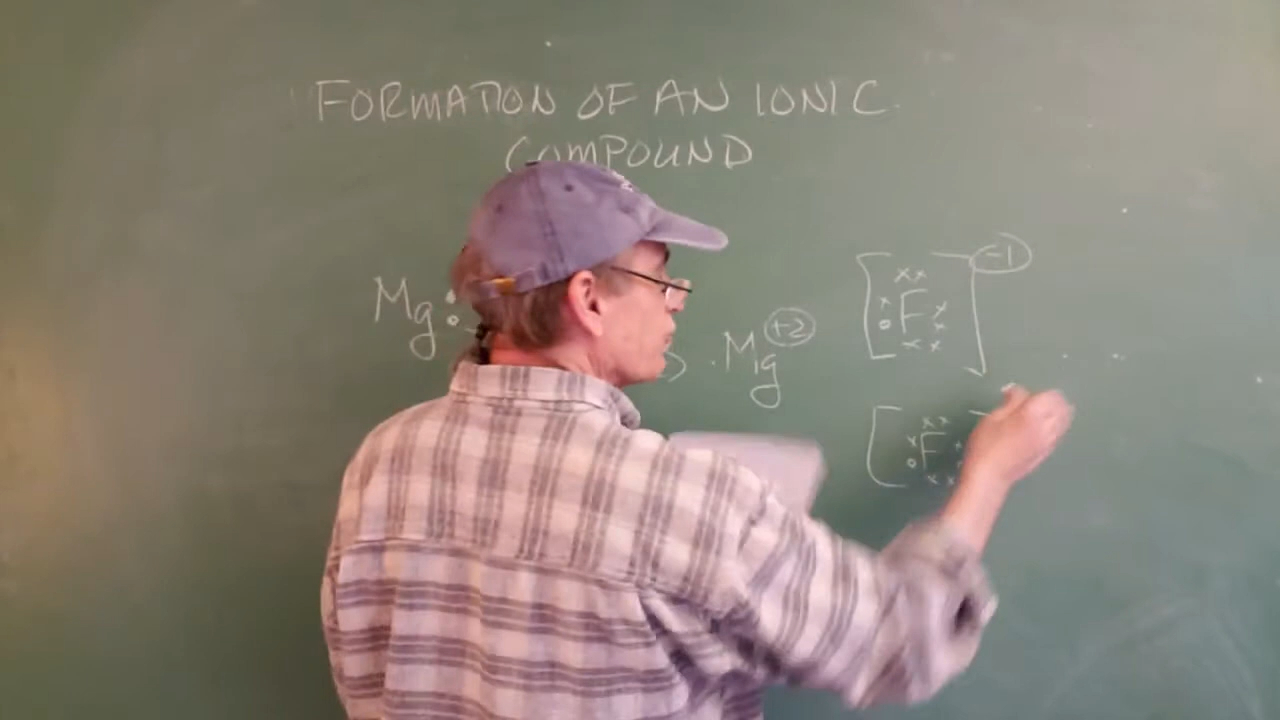 FORMATION OF AN IONIC
COMPOUND
Mg:
Mg +2
[F] -1
[F